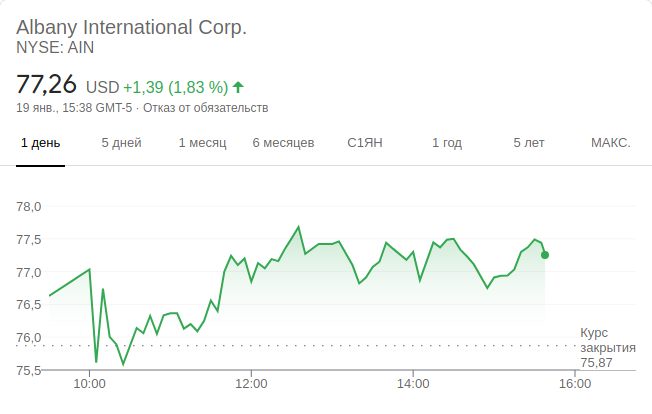 Albany International Corp.
NYSE: AIN
77,26 USD +1,39 (1,83 %)
19 янв., 15:38 GMT-5 · Отказ от обязательств
1 день 5 дней 1 месяц 6 месяцев С1ЯН 1 год 5 лет МАКС.
78,0
77,5
77,0
76,5
76,0
75,5
Курс
закрытия
75,87
10:00 12:00 14:00 16:00